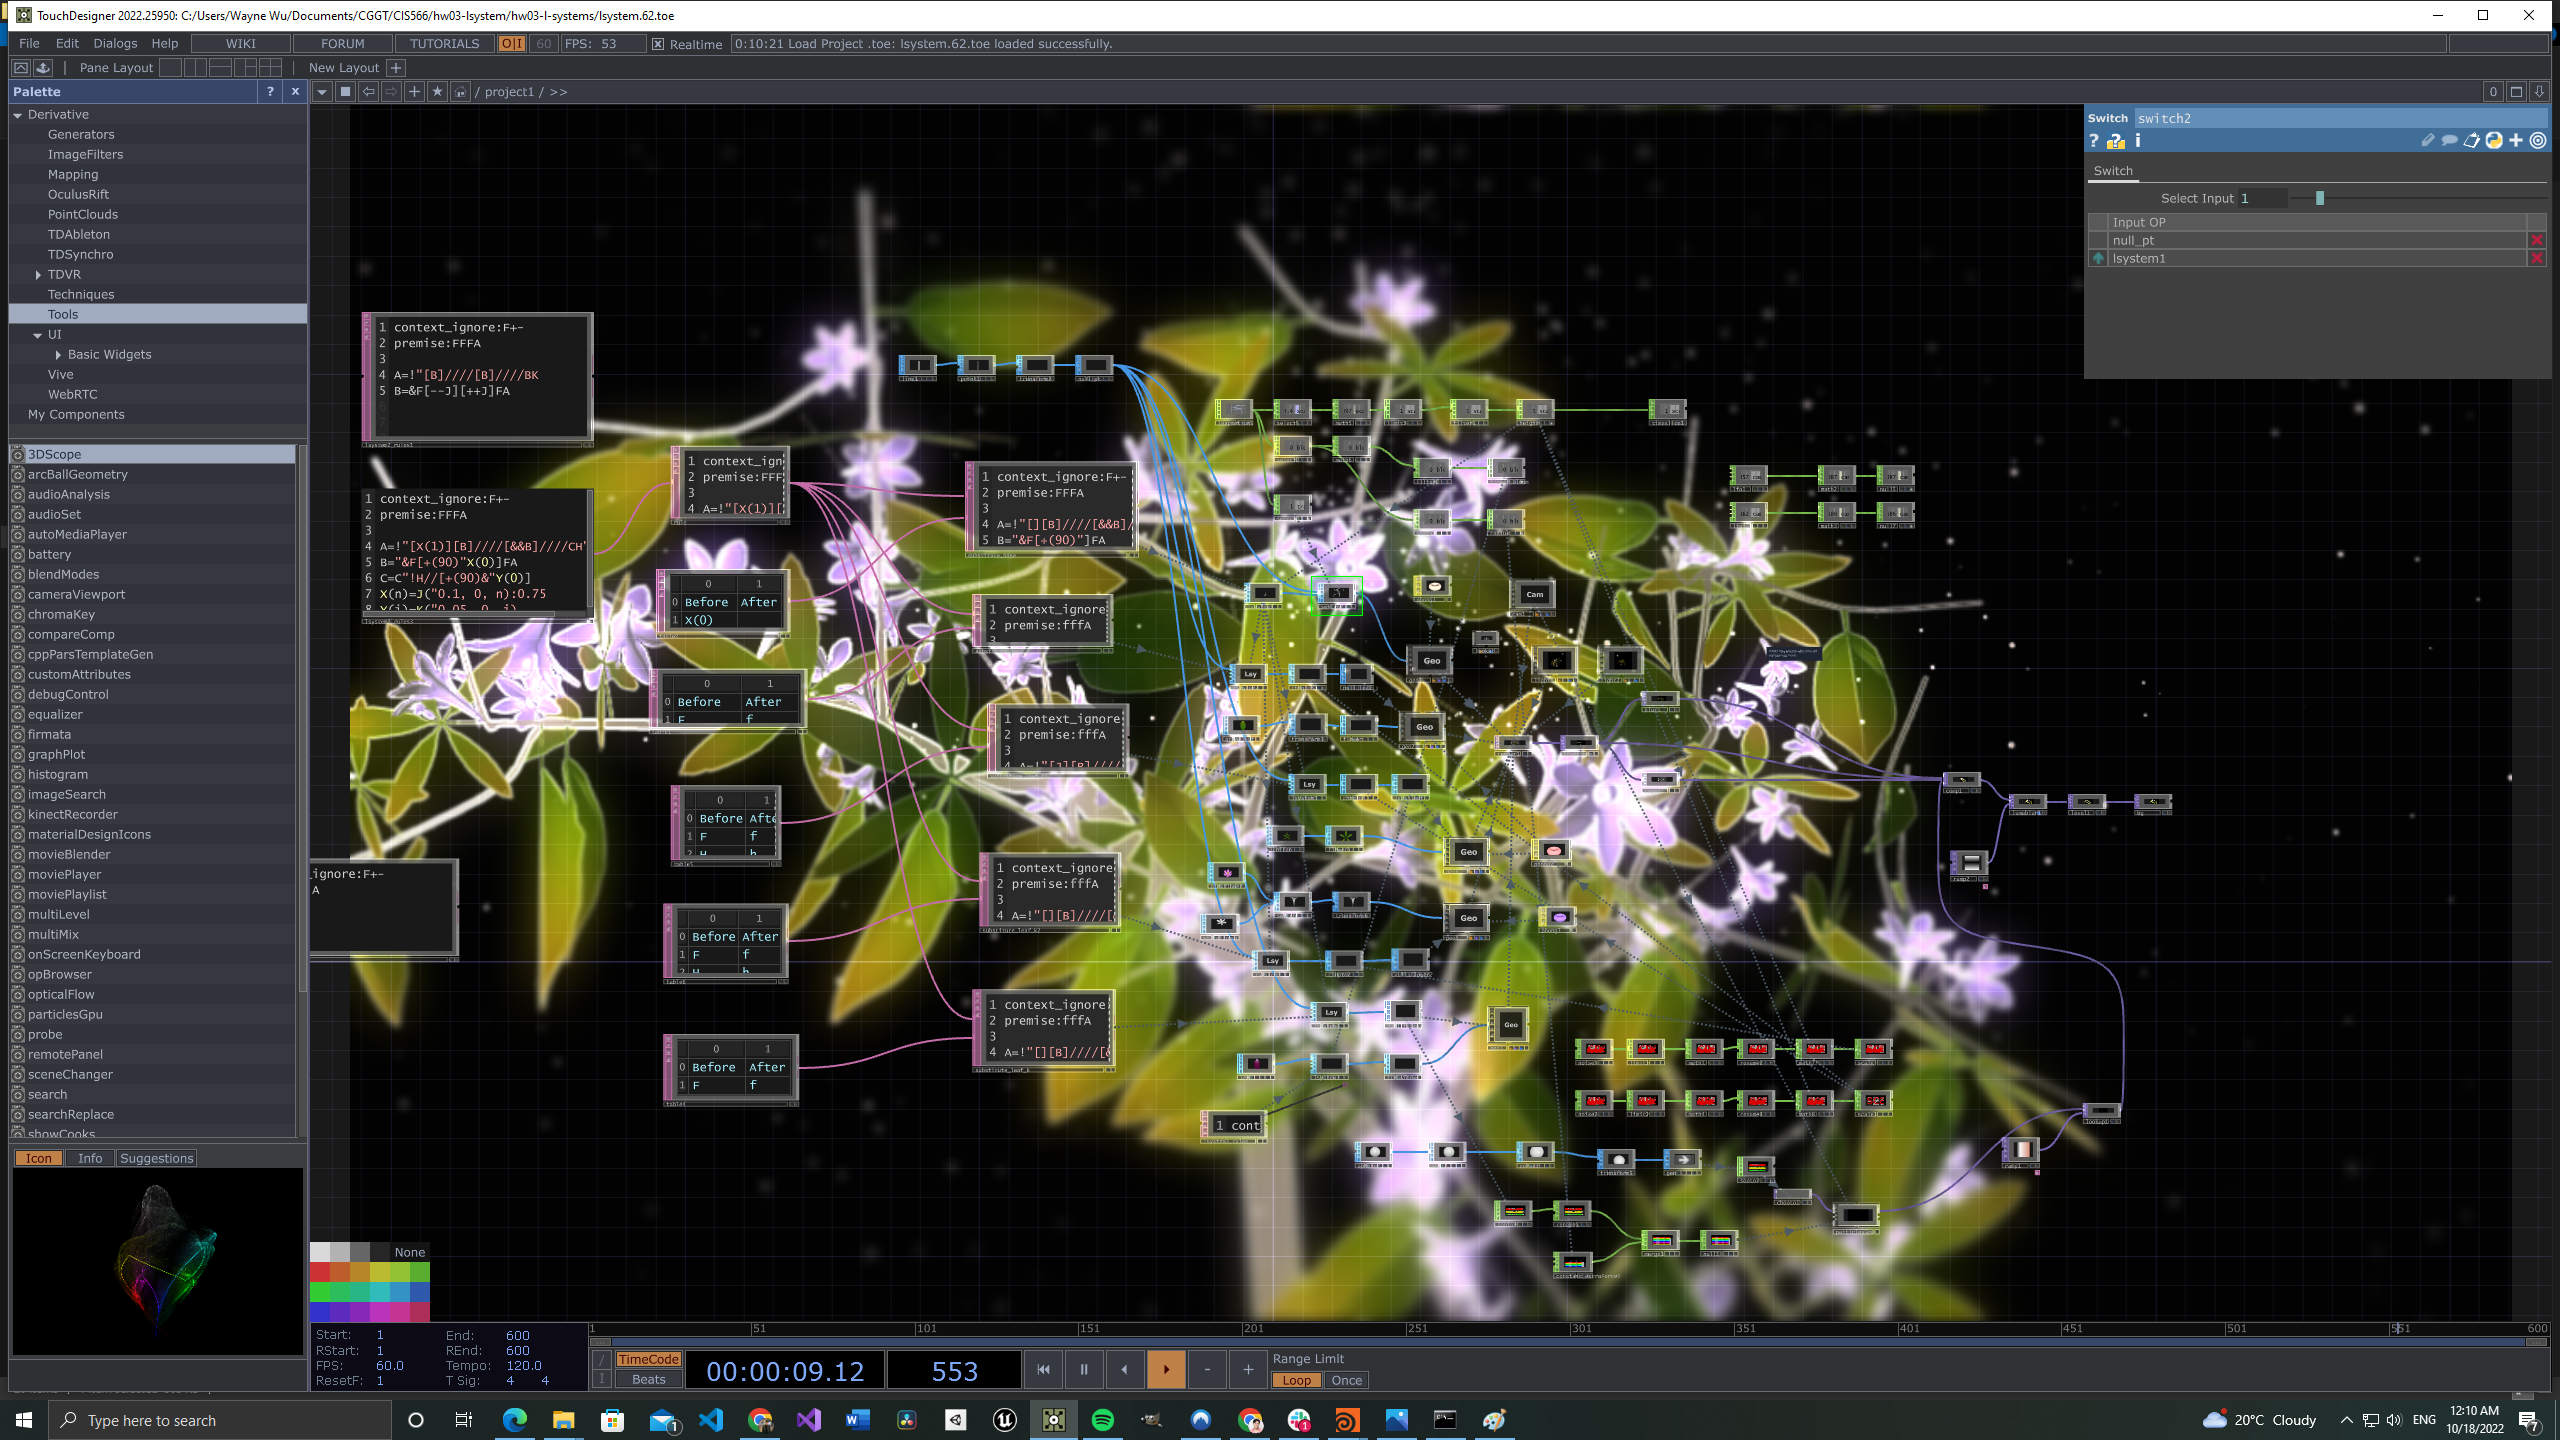 TouchDesigner 2022.25950: C:/Users/Wayne Wu/Documents/CGGT/CIS566/hw03-lsystem/hw03-l-systems/lsystem.62.toe
File Edit Dialogs Help WIKI FORUM TUTORIALS O|I 60 FPS: 53 Realtime 0:10:21 Load Project .toe: lsystem.62.toe loaded successfully.
Pane Layout New Layout +
Palette ? x
/ project1 / >>
0
Derivative
Generators
ImageFilters
Mapping
OculusRift
PointClouds
TDAbleton
TDSynchro
TDVR
Techniques
Tools
UI
Basic Widgets
Vive
WebRTC
My Components
3DScope
arcBallGeometry
audioAnalysis
audioSet
autoMediaPlayer
battery
blendModes
cameraViewport
chromaKey
compareComp
cppParsTemplateGen
customAttributes
debugControl
equalizer
firmata
graphPlot
histogram
imageSearch
kinectRecorder
materialDesignIcons
movieBlender
moviePlayer
moviePlaylist
multiLevel
multiMix
onScreenKeyboard
opBrowser
opticalFlow
particlesGpu
probe
remotePanel
sceneChanger
search
searchReplace
showCooks
Icon Info Suggestions
Switch switch2
? i
Switch
Select Input 1
Input OP
null_pt
lsystem1
1 context_ignore:F+-
2 premise:FFFA
3
4 A=!"[B]////[B]////BK
5 B=&F[--J][++J]FA
6
7
1 context_ignore:F+-
2 premise:FFFA
3
4 A=!"[X(1)][B]////[&&B]////CH"
5 B="&F[+(90)"X(0)]FA
6 C=C"!H//[+(90)&"Y(0)]
7 X(n)=J("0.1, 0, n):0.75
_ignore:F+-
A
1 context_ign
2 premise:FFF
3
4 A=!"[X(1)][
0 1
0 Before After
1 X(0)
0 1
0 Before After
1 F f
0 1
0 Before Afte
1 F f
2 H h
0 1
0 Before After
1 F f
2 H h
0 1
0 Before After
1 F f
1 context_ignore:F+-
2 premise:FFFA
3
4 A=!"[][B]////[&&B]/
5 B="&F[+(90)"]FA
1 context_ignore
2 premise:fffA
3
1 context_ignore
2 premise:fffA
3
4 A=!"[J][B]////
1 context_ignore
2 premise:fffA
3
4 A=!"[][B]////[
1 context_ignore
2 premise:fffA
3
4 A=!"[][B]////[
1 cont
Cam
Geo
Lsy
Geo
Lsy
Geo
Geo
Lsy
Lsy
Geo
None
Start: 1 End: 600
RStart: 1 REnd: 600
FPS: 60.0 Tempo: 120.0
ResetF: 1 T Sig: 4 4
1 51 101 151 201 251 301 351 401 451 501 551 600
TimeCode
Beats
00:00:09.12
553
- +
Range Limit
Loop Once
Type here to search
20°C Cloudy
ENG
12:10 AM
10/18/2022